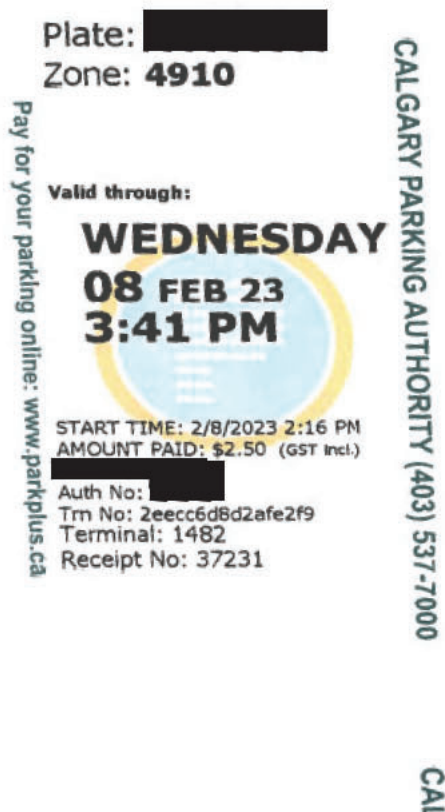 Plate:
Zone: 4910
Valid through:
WEDNESDAY
08 FEB 23
3:41 PM
START TIME: 2/8/2023 2:16 PM
AMOUNT PAID: $2.50 (GST Incl.)
Auth No:
Trn No: 2eecc6d8d2afe2f9
Terminal: 1482
Receipt No: 37231
Pay for your parking online: www.parkplus.ca
CALGARY PARKING AUTHORITY (403) 537-7000
CA